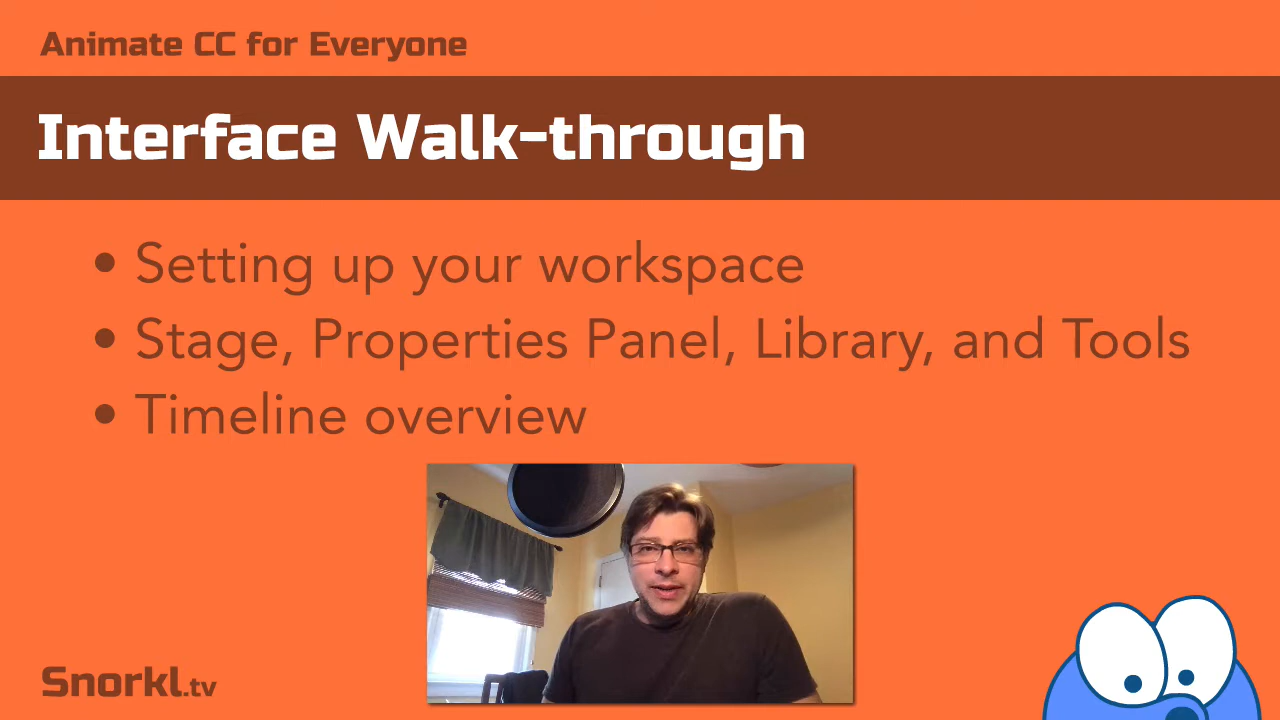 Animate CC for Everyone
Interface Walk-through
• Setting up your workspace
• Stage, Properties Panel, Library, and Tools
• Timeline overview
Snorkl.tv